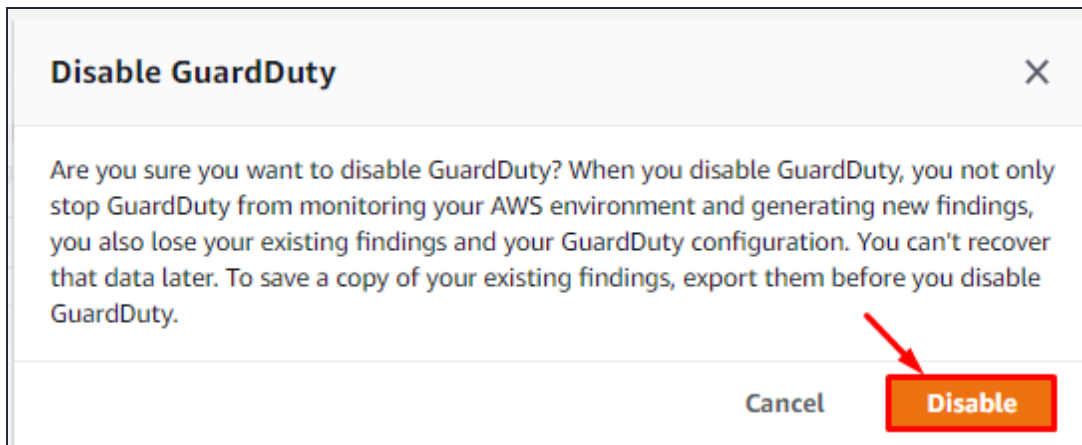 Disable GuardDuty
Are you sure you want to disable GuardDuty? When you disable GuardDuty, you not only
stop GuardDuty from monitoring your AWS environment and generating new findings,
you also lose your existing findings and your GuardDuty configuration. You can't recover
that data later. To save a copy of your existing findings, export them before you disable
GuardDuty.
Cancel Disable